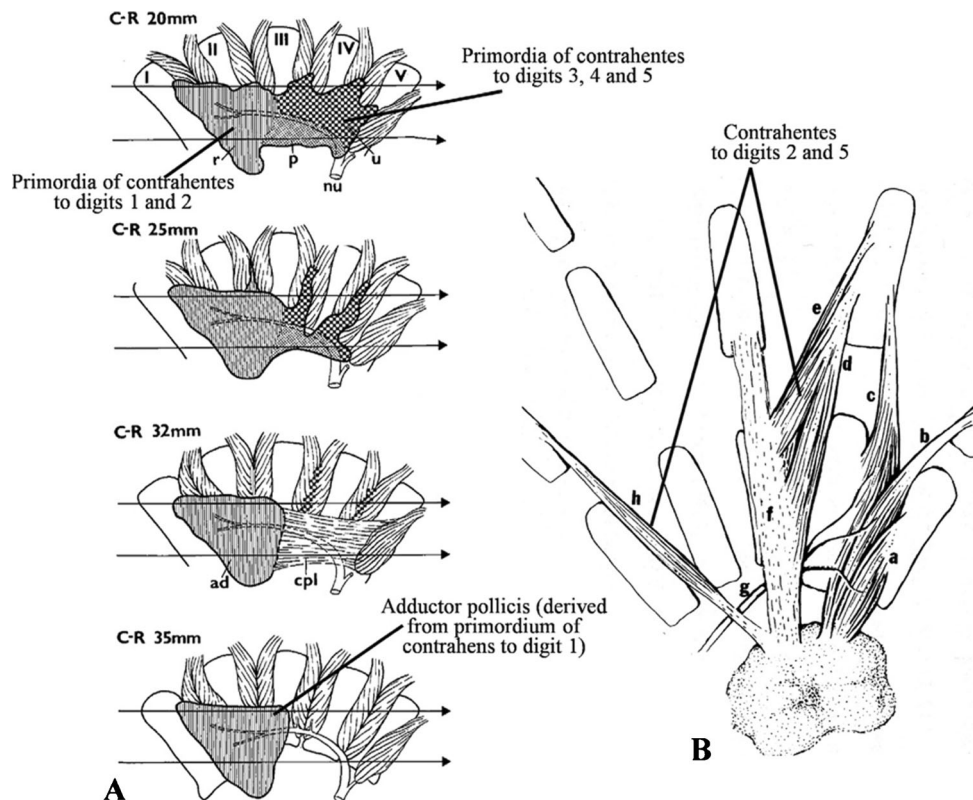 C-R 20mm
I II III IV V
Primordia of contrahentes
to digits 3, 4 and 5
r p nu u
Primordia of contrahentes
to digits 1 and 2
C-R 25mm
C-R 32mm
ad cpl
C-R 35mm
Adductor pollicis (derived
from primordium of
contrahens to digit 1)
A
Contrahentes
to digits 2 and 5
e
d
c
b
h
f
a
g
B